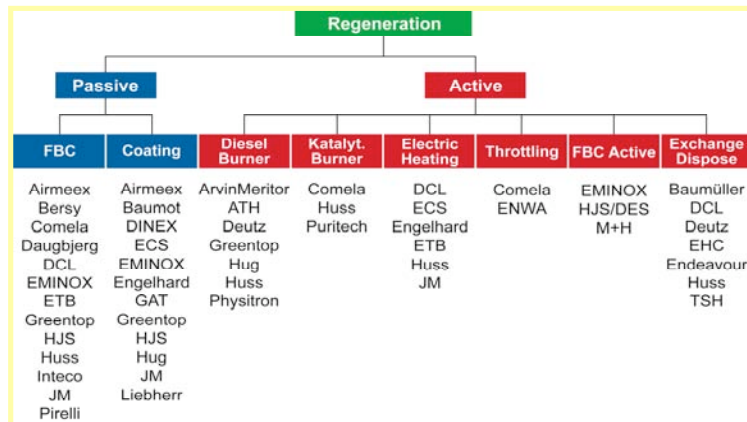 Regeneration
Passive
Active
FBC
Coating
Diesel
Burner
Katalyt.
Burner
Electric
Heating
Throttling
FBC Active
Exchange
Dispose
Airmeex
Bersy
Comela
Daugbjerg
DCL
EMINOX
ETB
Greentop
HJS
Huss
Inteco
JM
Pirelli
Airmeex
Baumot
DINEX
ECS
EMINOX
Engelhard
GAT
Greentop
HJS
Hug
JM
Liebherr
ArvinMeritor
ATH
Deutz
Greentop
Hug
Huss
Physitron
Comela
Huss
Puritech
DCL
ECS
Engelhard
ETB
Huss
JM
Comela
ENWA
EMINOX
HJS/DES
M+H
Baumüller
DCL
Deutz
EHC
Endeavour
Huss
TSH